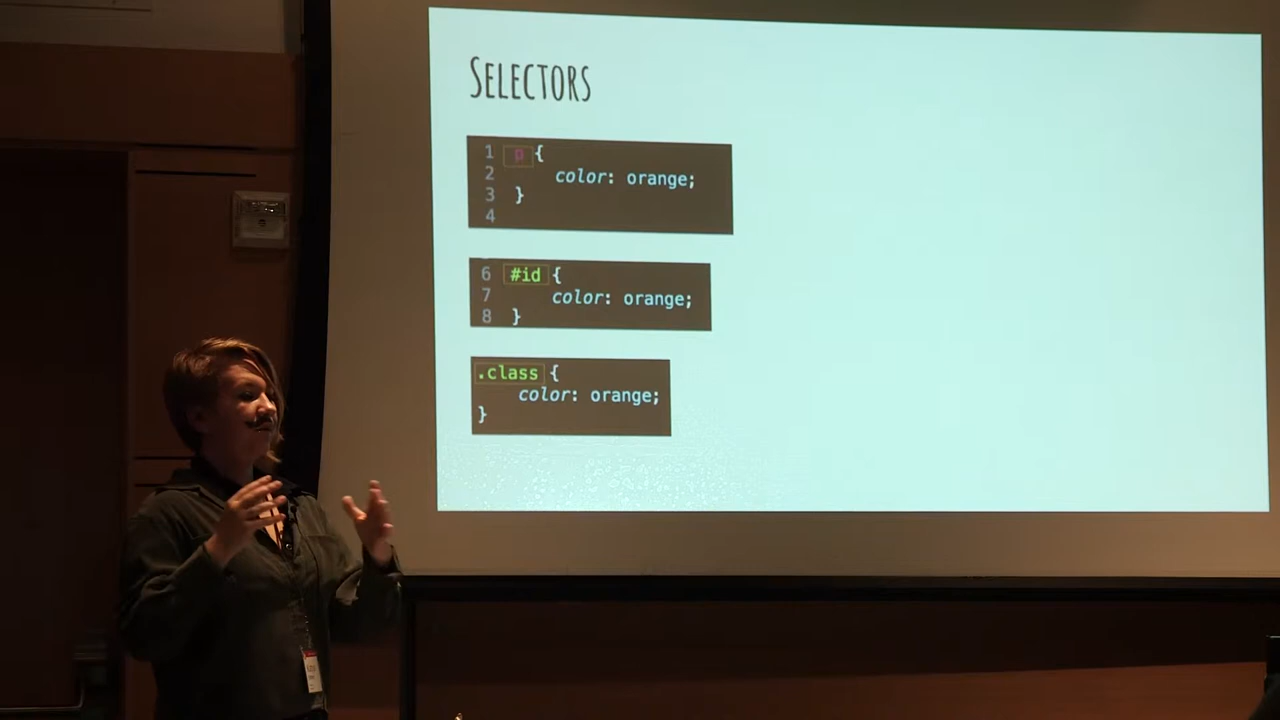 SELECTORS
1 p {
2 color: orange;
3 }
4
6 #id {
7 color: orange;
8 }
.class {
color: orange;
}